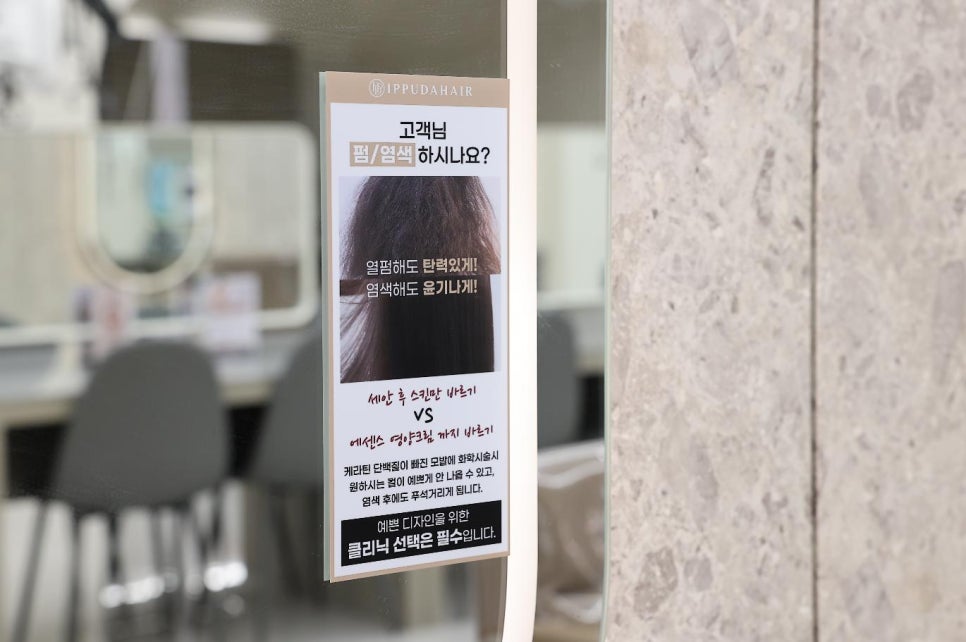 IPPUDAHAIR
고객님
펌/염색 하시나요?
열펌해도 탄력있게!
염색해도 윤기나게!
세안 후 스킨만 바르기
VS
에센스 영양크림 까지 바르기
케라틴 단백질이 빠진 모발에 화학시술시
원하시는 컬이 예쁘게 안 나올 수 있고,
염색 후에도 푸석거리게 됩니다.
예쁜 디자인을 위한
클리닉 선택은 필수입니다.